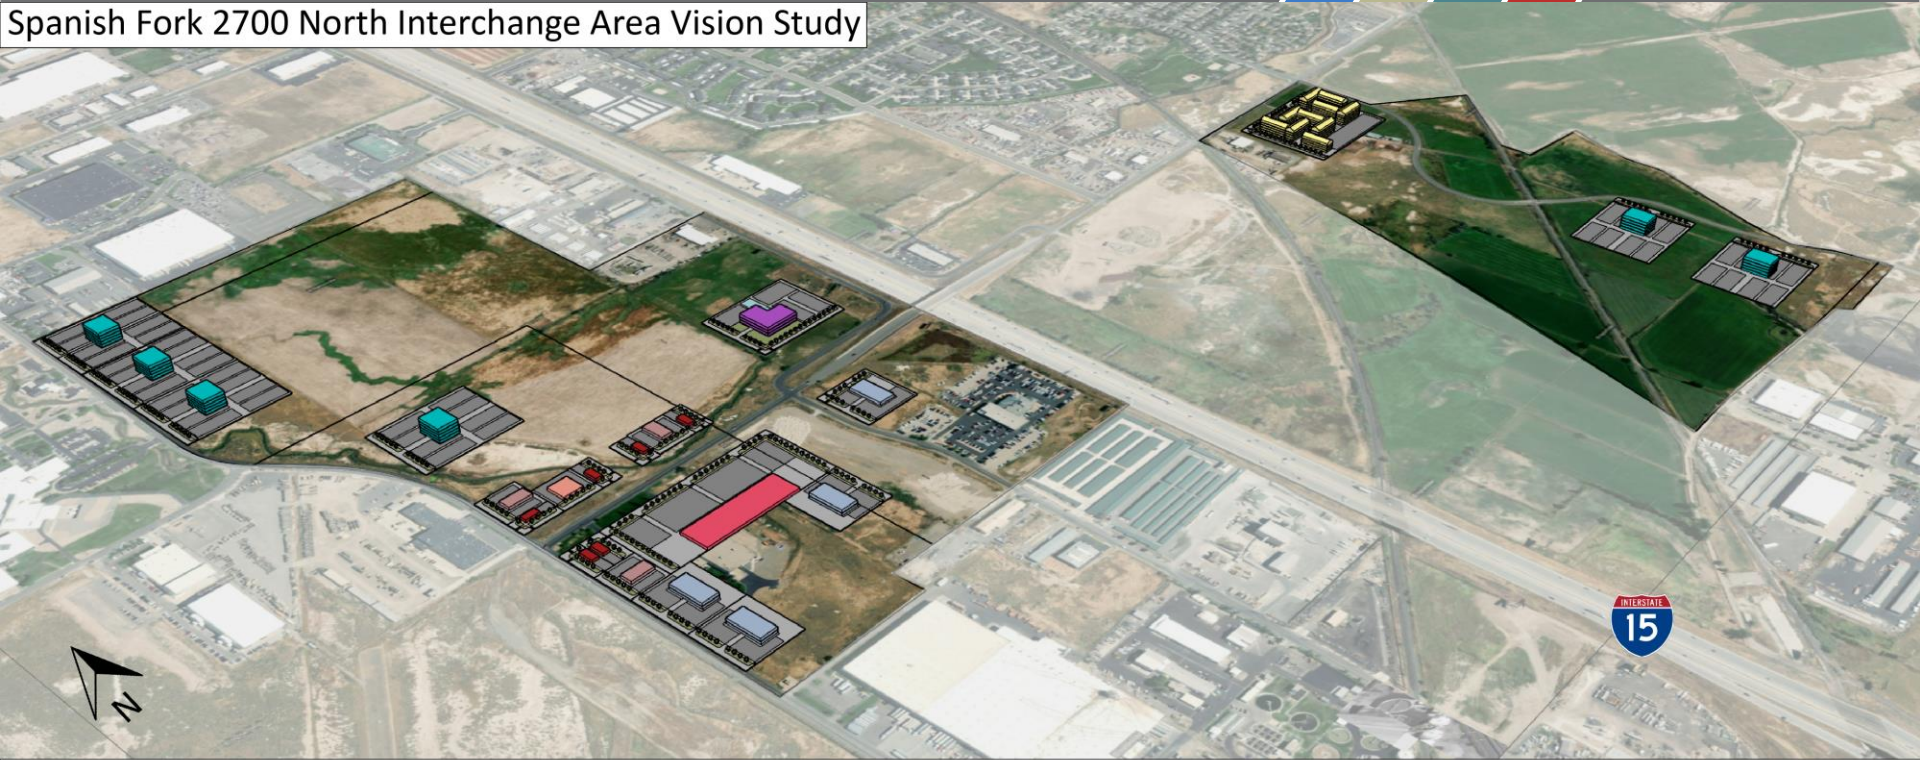 Spanish Fork 2700 North Interchange Area Vision Study
INTERSTATE
15
N